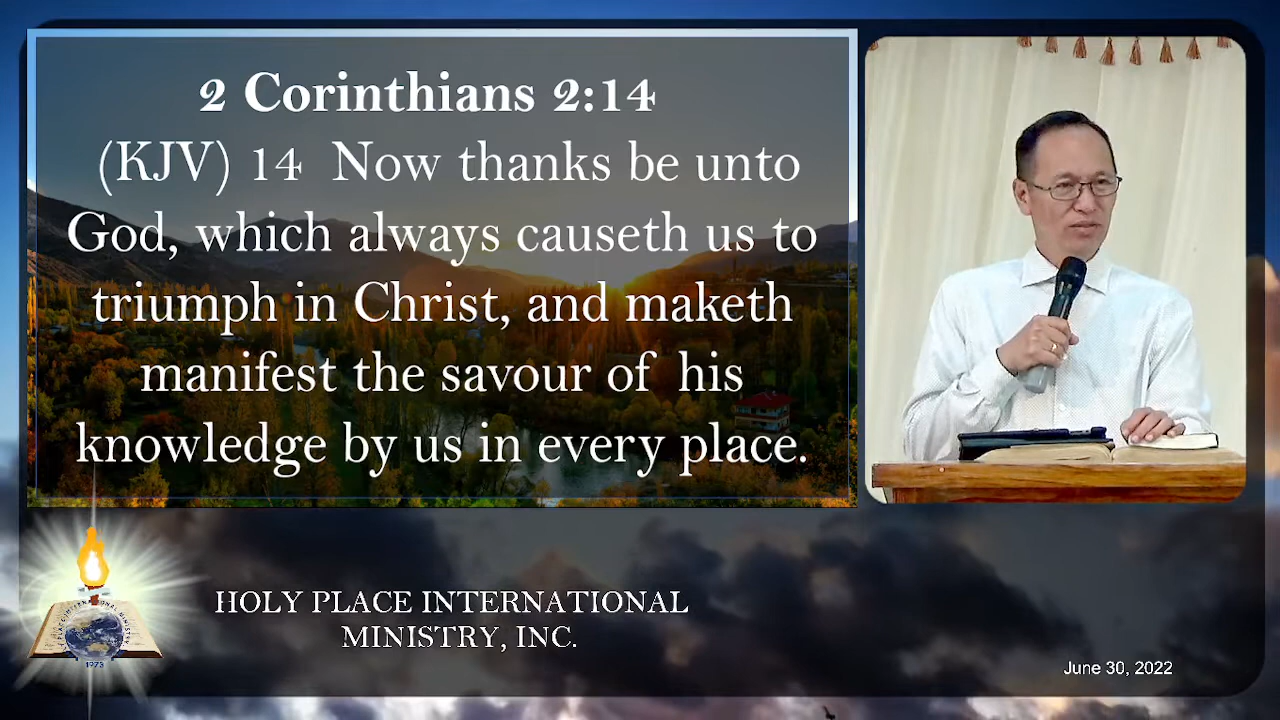 2 Corinthians 2:14
(KJV) 14 Now thanks be unto
God, which always causeth us to
triumph in Christ, and maketh
manifest the savour of his
knowledge by us in every place.
HOLY PLACE INTERNATIONAL
MINISTRY, INC.
1973
June 30, 2022